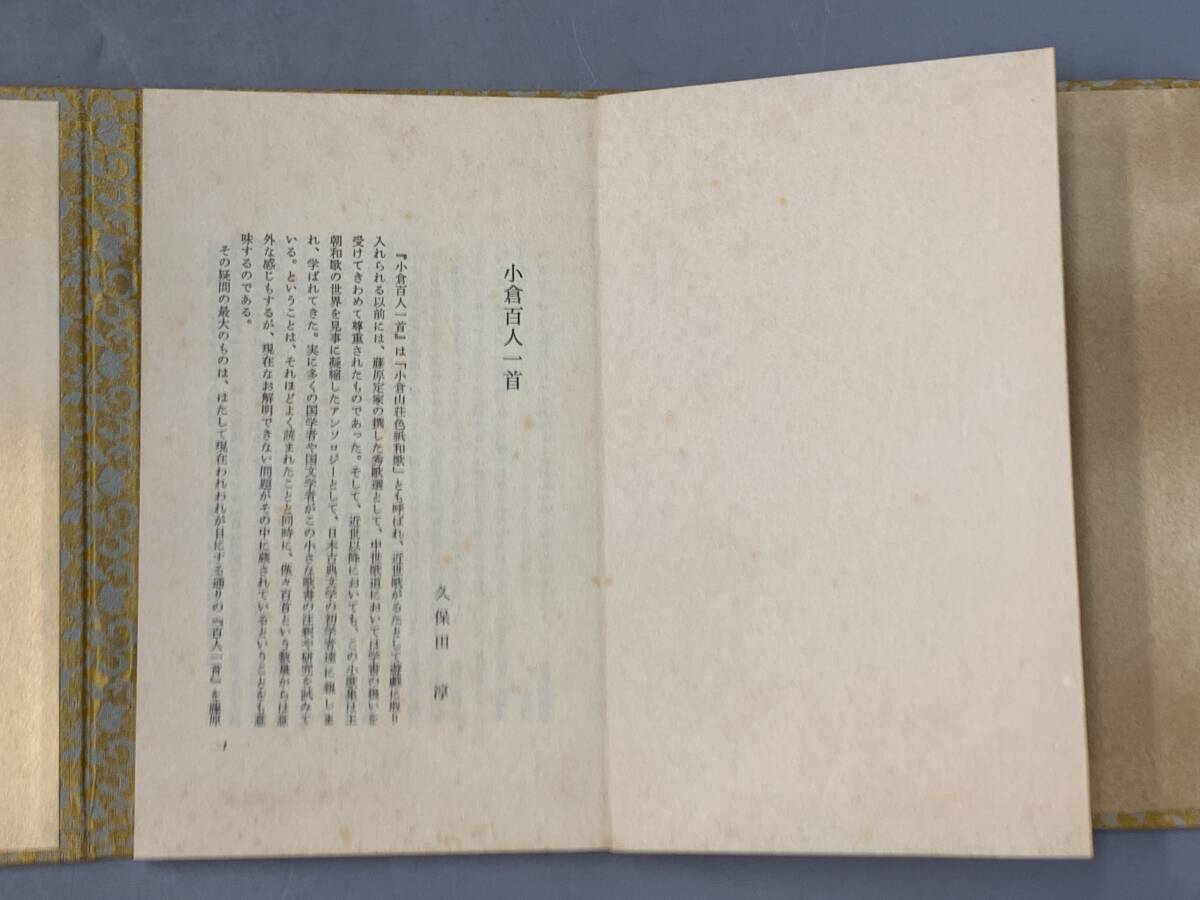 小倉百人一首
久保田 淳
『小倉百人一首』は「小倉山荘色紙和歌」とも呼ばれ、近世歌がるたとして遊戯に取り
入れられる以前には、藤原定家の撰した秀歌選として、中世歌道においては学書の扱いを
受けてきわめて尊重されたものであった。そして、近世以降においても、この小歌集は王
朝和歌の世界を見事に凝縮したアンソロジーとして、日本古典文学の初学者達に親しま
れ、学ばれてきた。実に多くの国学者や国文学者がこの小さな歌書の注釈や研究を試みて
いる。ということは、それほどよく読まれたことと同時に、僅々百首という数量からは意
外な感じもするが、現在なお解明できない問題がその中に蔵されているということをも意
味するのである。
その疑問の最大のものは、はたして現在われわれが目にする通りの『百人一首』を藤原